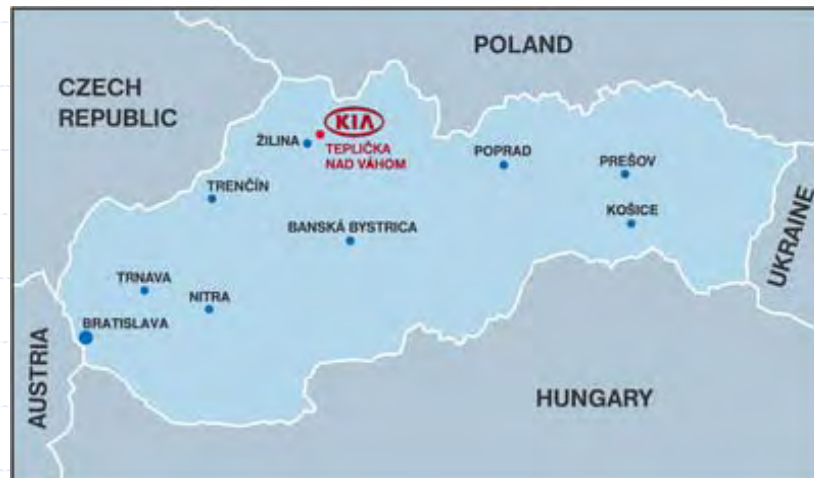 POLAND
CZECH
REPUBLIC
KIA
ŽILINA
TEPLIČKA
NAD VÁHOM
POPRAD
PREŠOV
TRENČÍN
KOŠICE
BANSKÁ BYSTRICA
UKRAINE
TRNAVA
NITRA
BRATISLAVA
AUSTRIA
HUNGARY